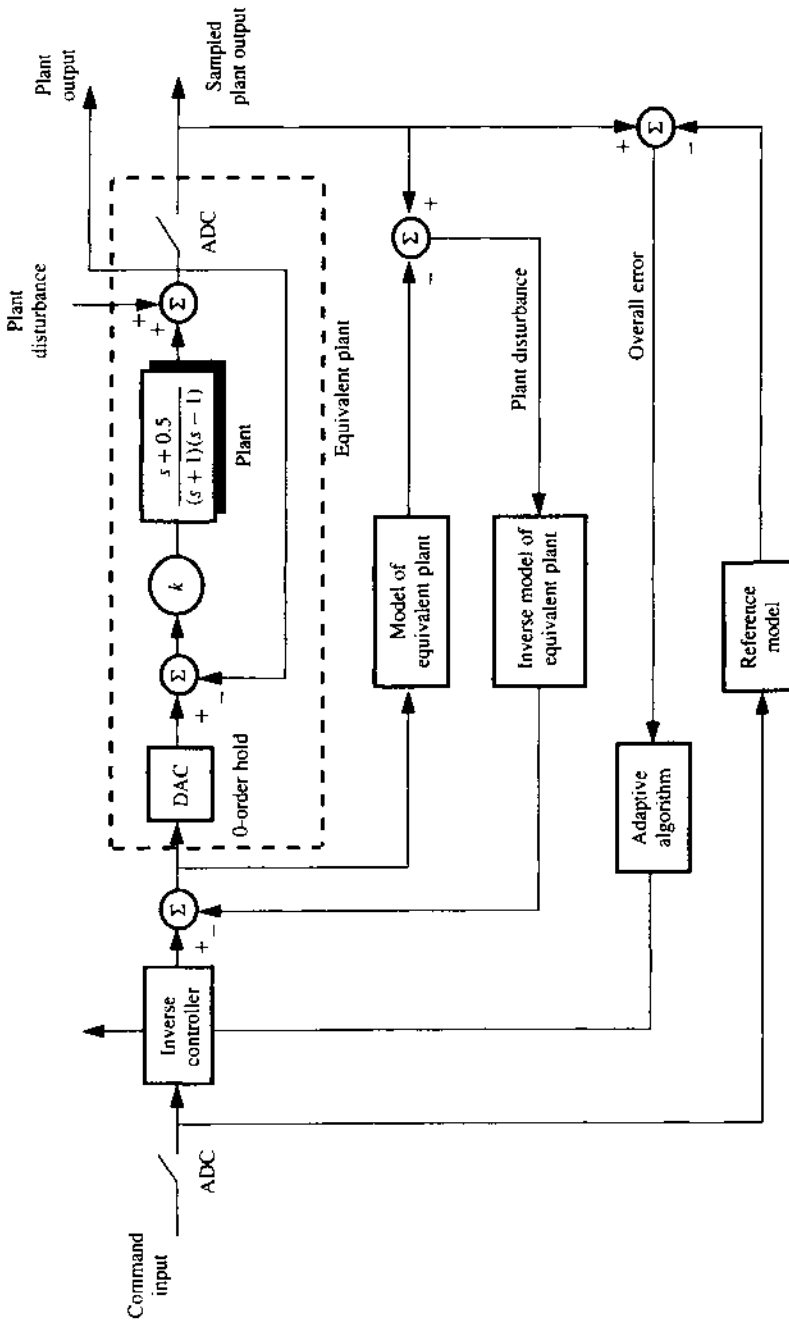 Command
input
ADC
Inverse
controller
+
−
Σ
DAC
0-order hold
+
−
Σ
k
s + 0.5
(s + 1)(s − 1)
Plant
Plant
disturbance
+
+
Σ
ADC
Equivalent plant
Plant
output
Sampled
plant output
Model of
equivalent plant
−
+
Σ
Plant disturbance
Inverse model of
equivalent plant
+
−
Σ
Overall error
Adaptive
algorithm
Reference
model